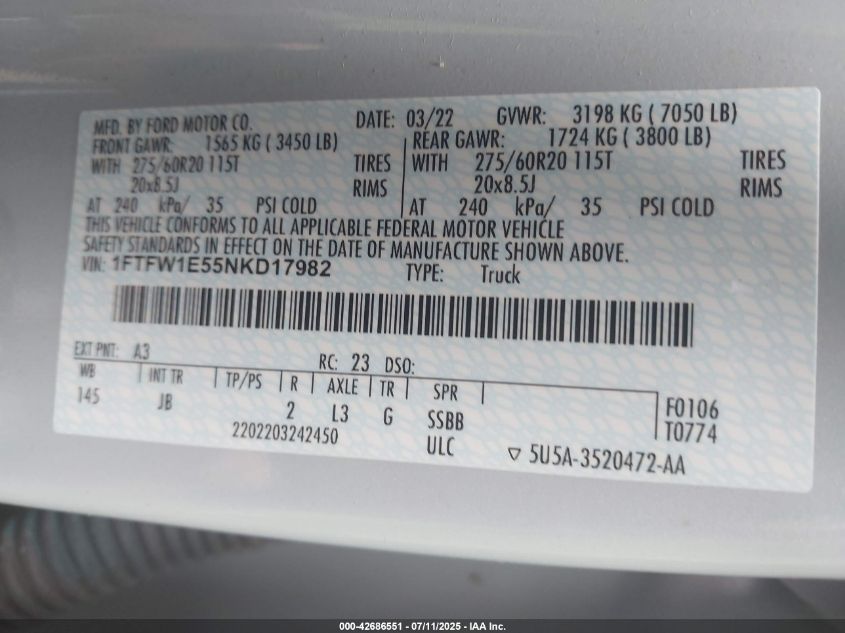 MFD. BY FORD MOTOR CO. DATE: 03/22 GVWR: 3198 KG ( 7050 LB)
FRONT GAWR: 1565 KG ( 3450 LB) REAR GAWR: 1724 KG ( 3800 LB)
WITH 275/60R20 115T TIRES WITH 275/60R20 115T TIRES
20x8.5J RIMS 20x8.5J RIMS
AT 240 kPa/ 35 PSI COLD AT 240 kPa/ 35 PSI COLD
THIS VEHICLE CONFORMS TO ALL APPLICABLE FEDERAL MOTOR VEHICLE
SAFETY STANDARDS IN EFFECT ON THE DATE OF MANUFACTURE SHOWN ABOVE.
VIN: 1FTFW1E55NKD17982 TYPE: Truck
EXT PNT: A3 RC: 23 DSO:
WB INT TR TP/PS R AXLE TR SPR
145 JB 2 L3 G SSBB
F0106
T0774
2202203242450 ULC
▽ 5U5A-3520472-AA
000-42686551 - 07/11/2025 - IAA Inc.